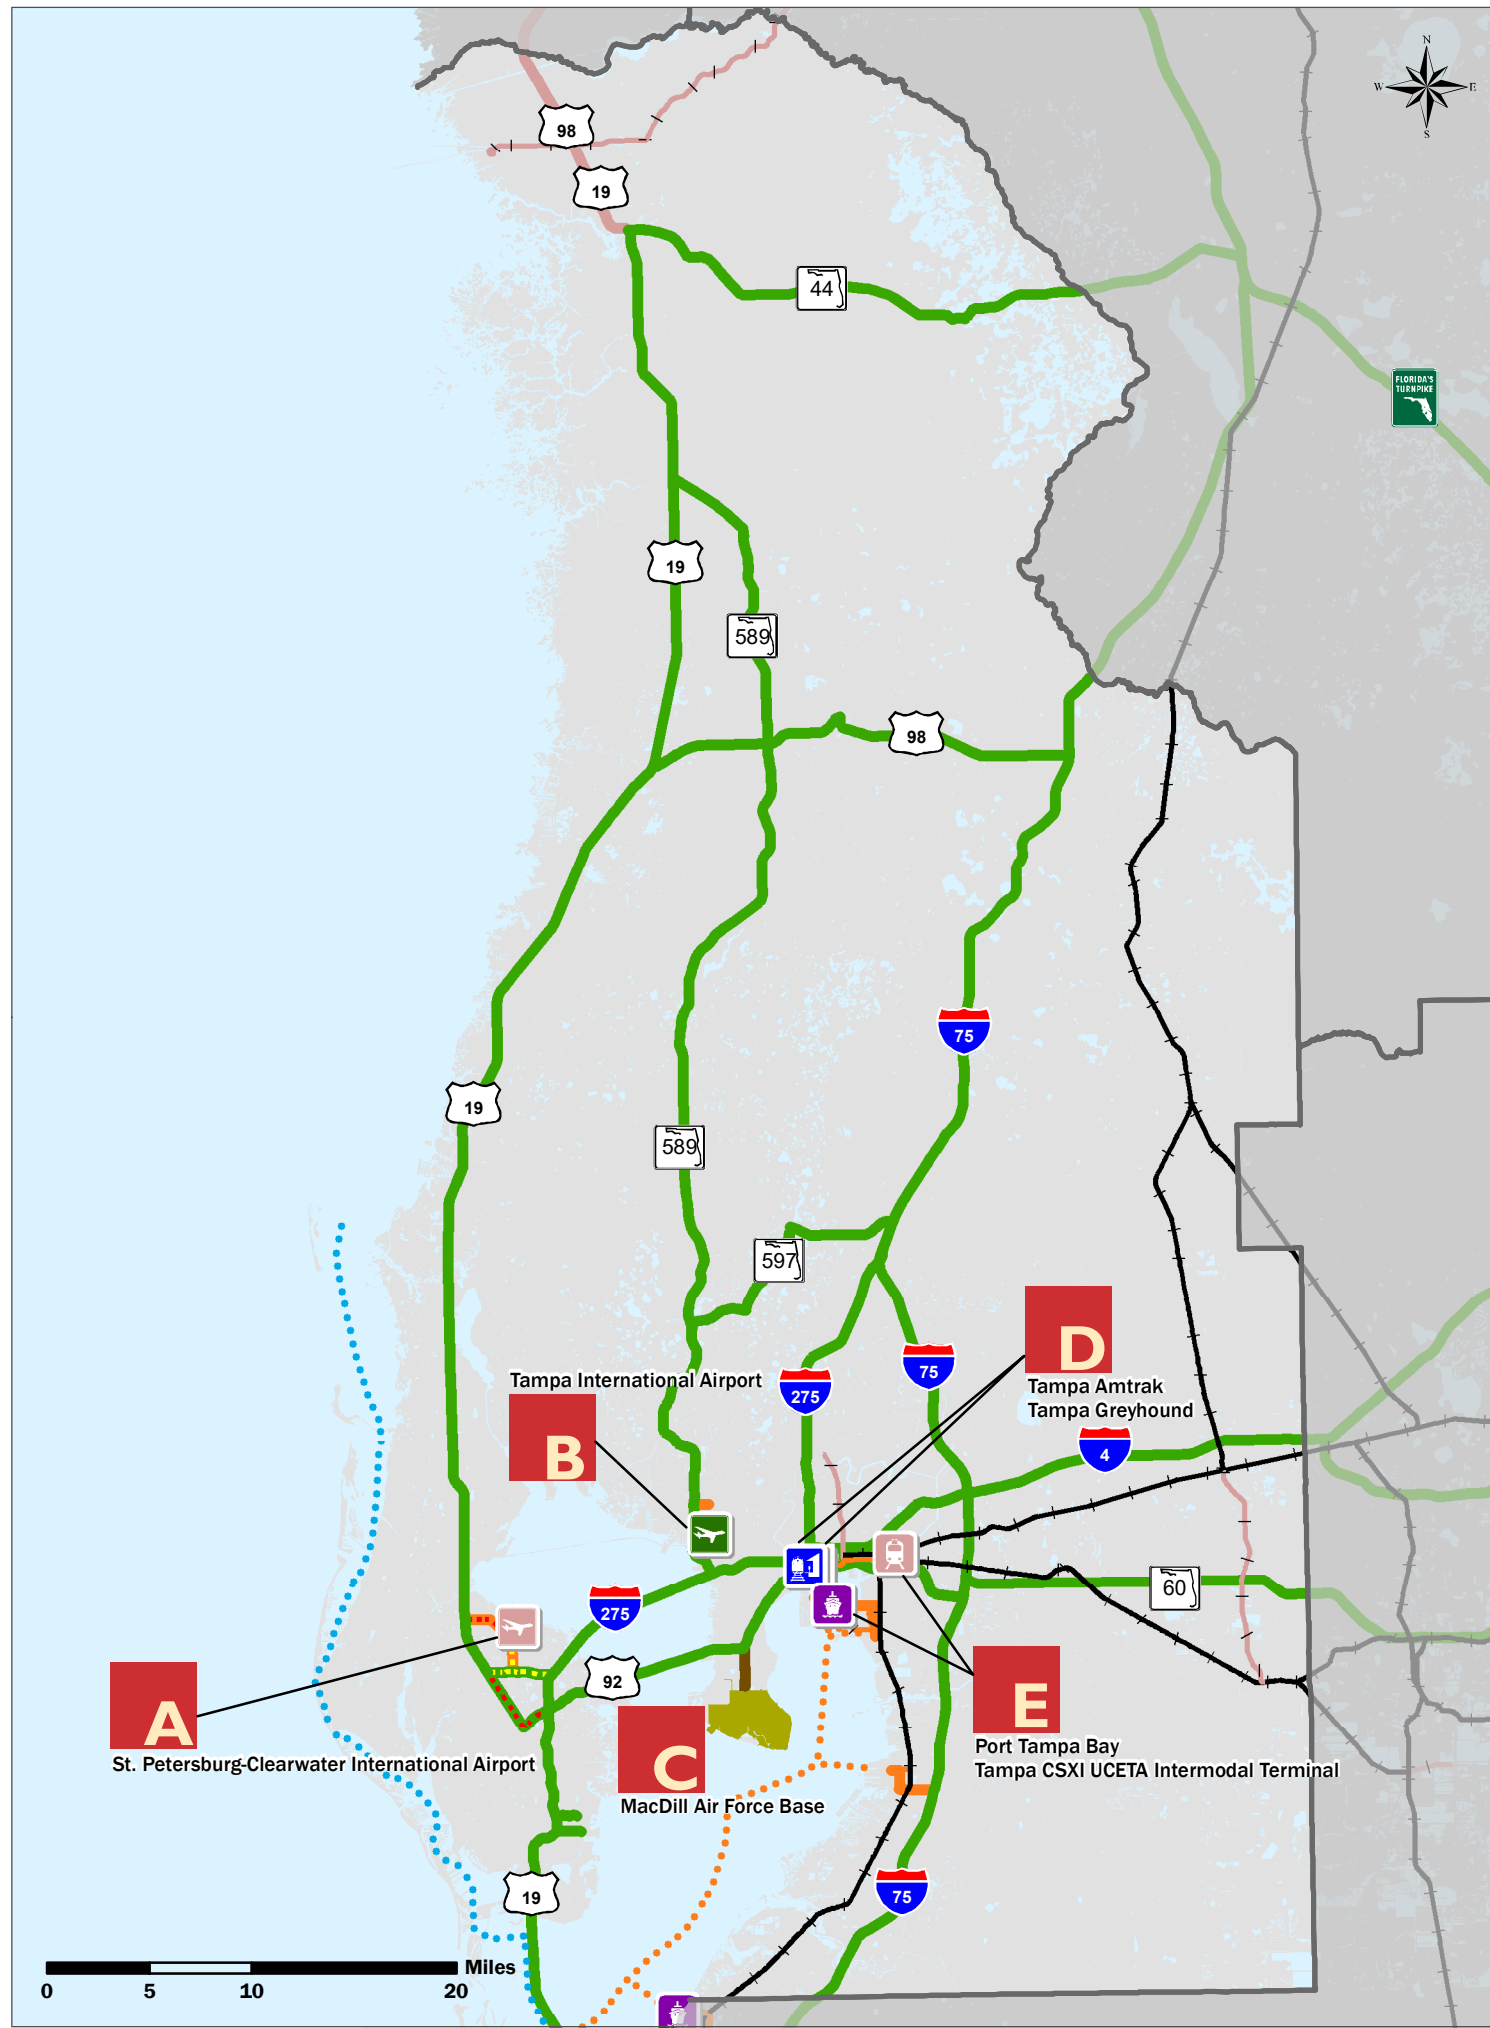 N
W E
S
98
19
44
FLORIDA'S
TURNPIKE
19
589
98
75
19
589
597
75
275
D
Tampa Amtrak
Tampa Greyhound
Tampa International Airport
B
4
60
275
92
A
St. Petersburg-Clearwater International Airport
C
MacDill Air Force Base
E
Port Tampa Bay
Tampa CSXI UCETA Intermodal Terminal
19
75
Miles
0 5 10 20